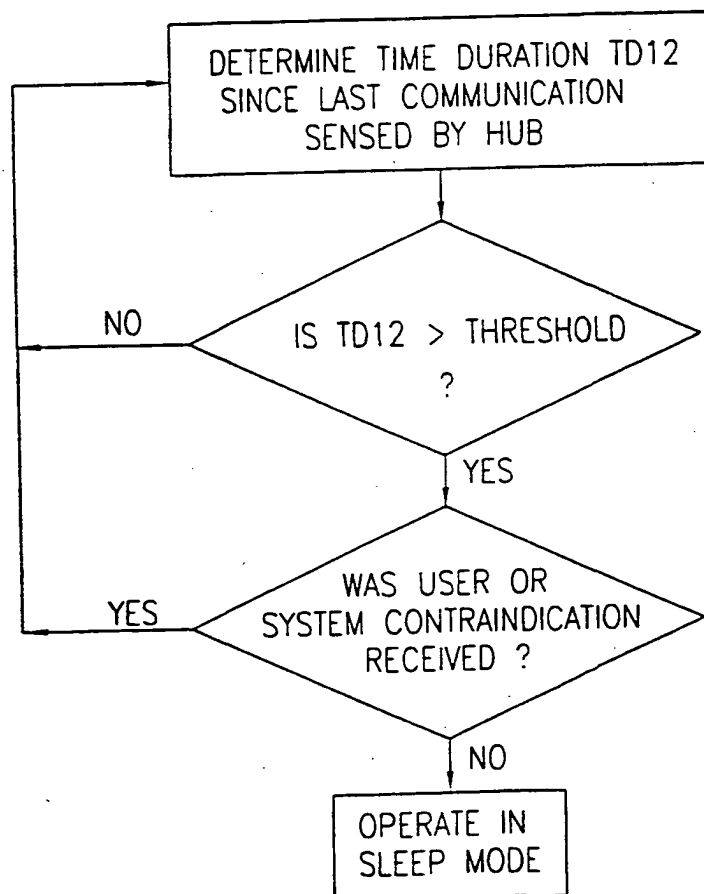 DETERMINE TIME DURATION TD12
SINCE LAST COMMUNICATION
SENSED BY HUB
NO
IS TD12 > THRESHOLD
?
YES
WAS USER OR
YES
SYSTEM CONTRAINDICATION
RECEIVED ?
NO
OPERATE IN
SLEEP MODE